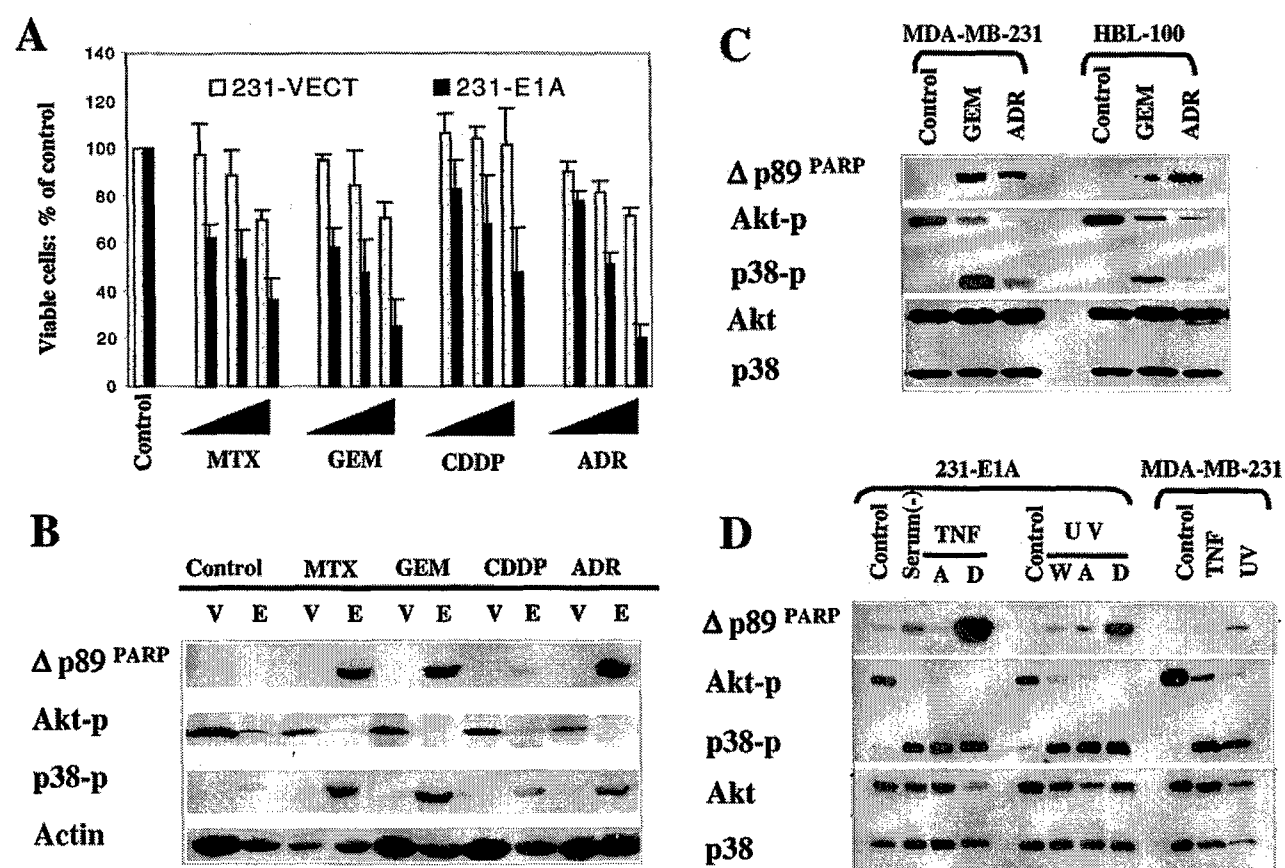 A
140
120
100
80
60
40
20
0
Viable cells: % of control
231-VECT
231-E1A
Control
MTX GEM CDDP ADR
B
Control MTX GEM CDDP ADR
V E V E V E V E V E
Δ p89 PARP
Akt-p
p38-p
Actin
C
MDA-MB-231 HBL-100
Control GEM ADR Control GEM ADR
Δ p89 PARP
Akt-p
p38-p
Akt
p38
D
231-E1A MDA-MB-231
Control Serum(-) TNF Control UV Control TNF UV
A D W A D
Δ p89 PARP
Akt-p
p38-p
Akt
p38